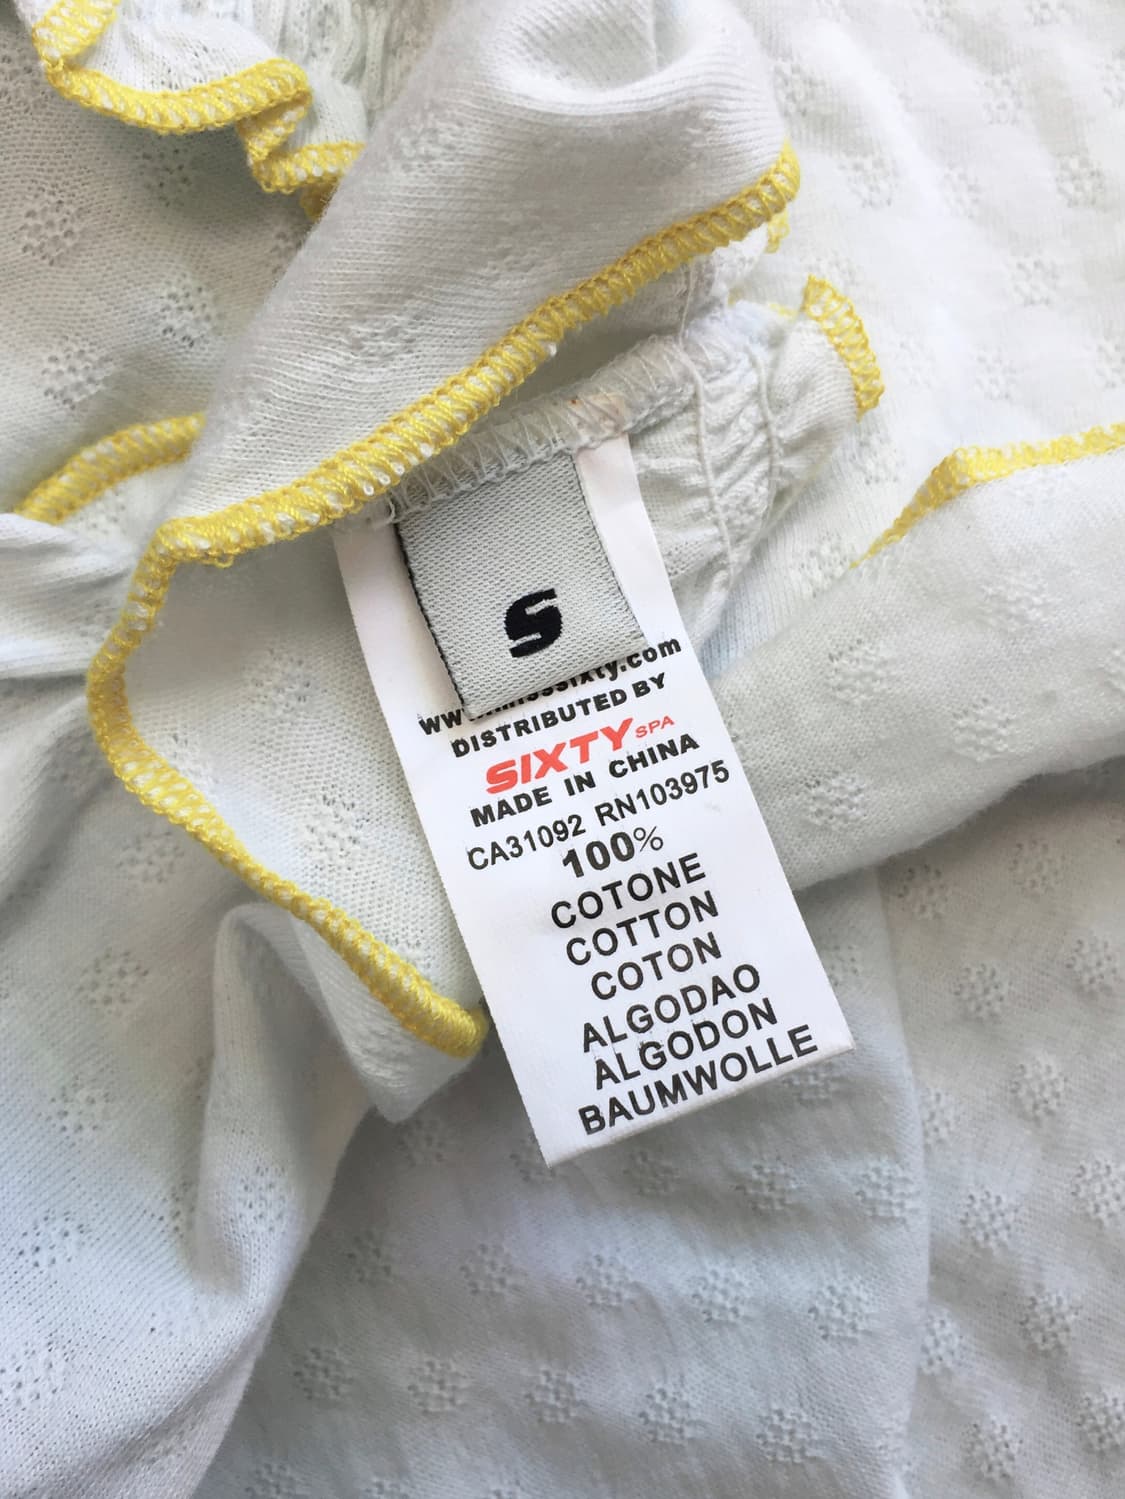 S
DISTRIBUTED BY
SIXTY SPA
MADE IN CHINA
CA31092 RN103975
100%
COTONE
COTTON
COTON
ALGODAO
ALGODON
BAUMWOLLE